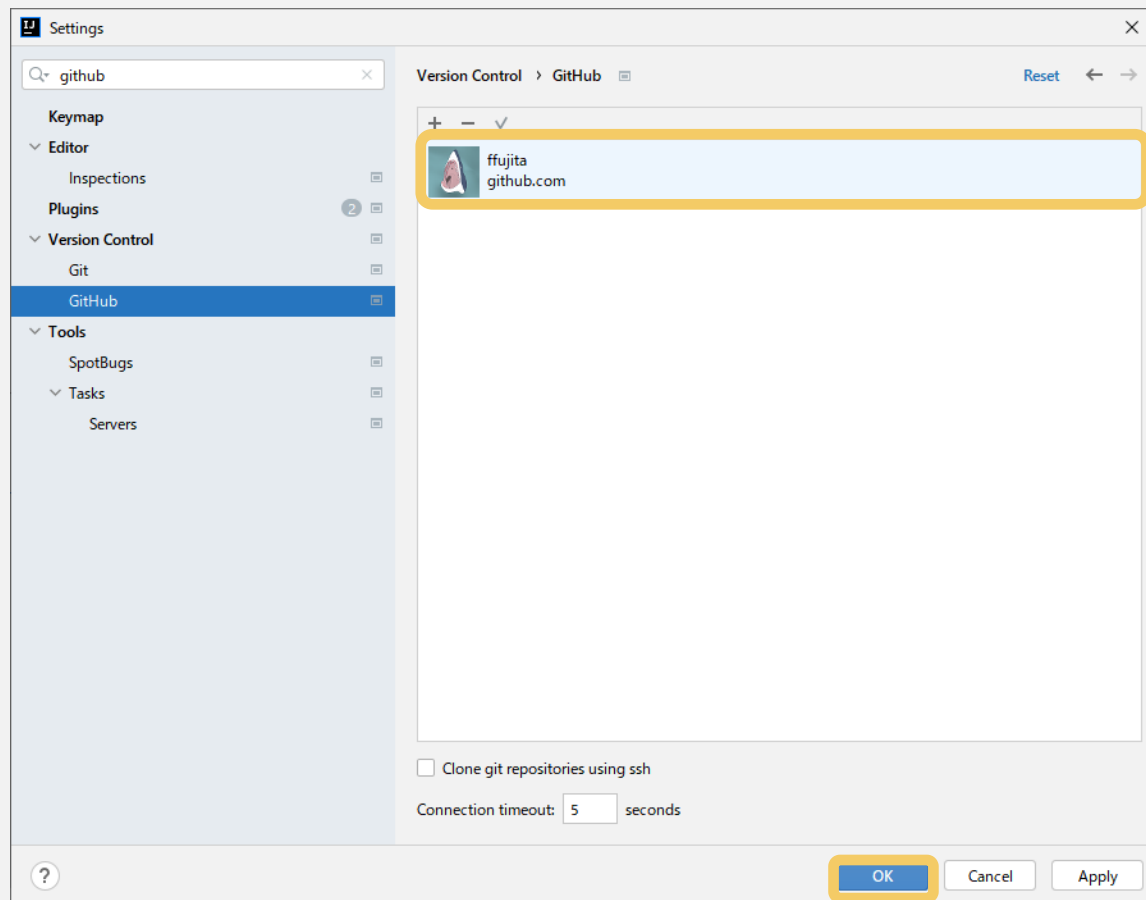 IJ
Settings
github
Keymap
Editor
Inspections
Plugins
2
Version Control
Git
GitHub
Tools
SpotBugs
Tasks
Servers
Version Control › GitHub
Reset
ffujita
github.com
Clone git repositories using ssh
Connection timeout: 5 seconds
?
OK
Cancel
Apply